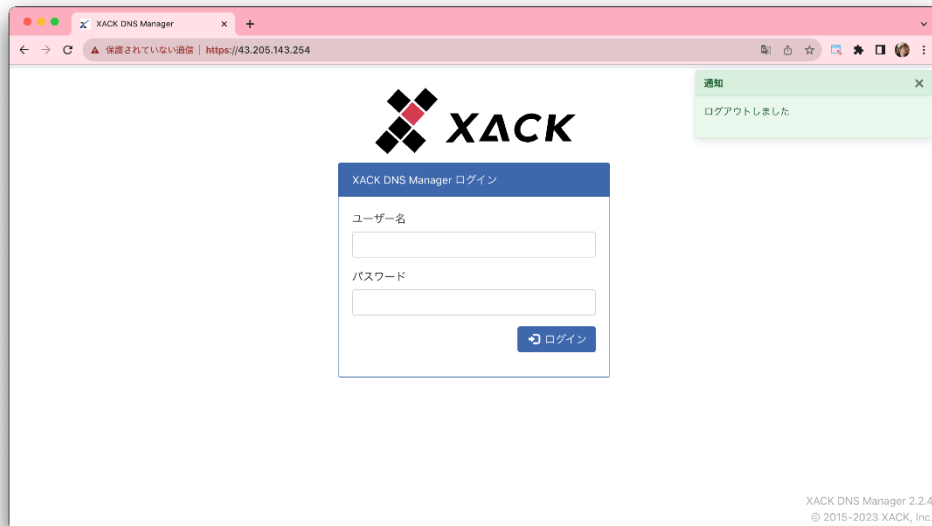 XACK DNS Manager
保護されていない通信 | https://43.205.143.254
通知
ログアウトしました
XACK
XACK DNS Manager ログイン
ユーザー名
パスワード
ログイン
XACK DNS Manager 2.2.4
© 2015-2023 XACK, Inc.